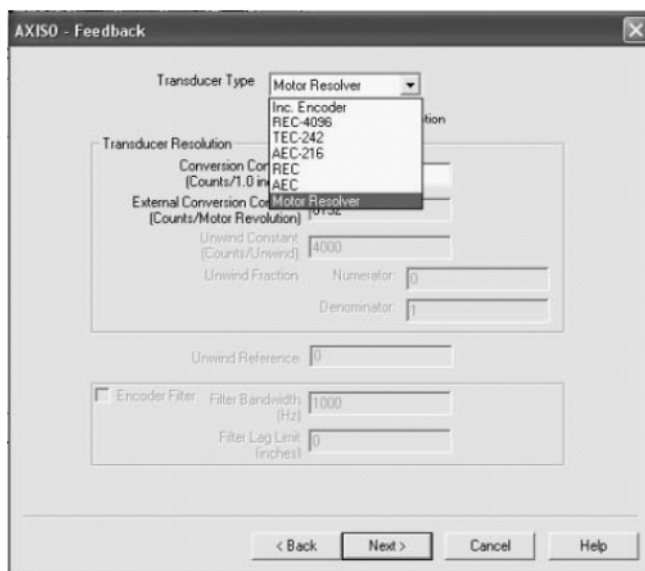 AXIS0 - Feedback
Transducer Type
Motor Resolver
Inc. Encoder
REC-4096
TEC-242
AEC-216
REC
AEC
Motor Resolver
Transducer Resolution
Conversion Con
(Counts/1.0 in
External Conversion Co
(Counts/Motor Revolution)
Unwind Constant
(Counts/Unwind)
4000
Unwind Fraction
Numerator:
0
Denominator:
1
Unwind Reference
0
Encoder Filter
Filter Bandwidth
(Hz)
1000
Filter Lag Limit
(inches)
0
< Back
Next >
Cancel
Help